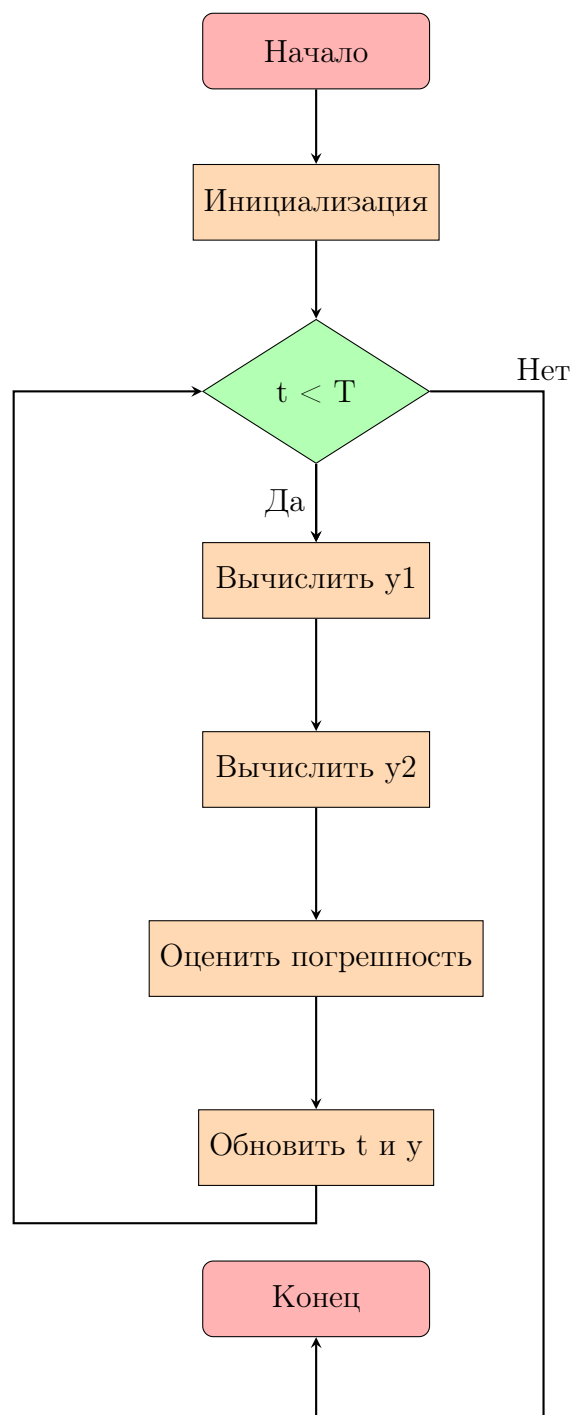 Начало
Инициализация
t < T
Нет
Да
Вычислить y1
Вычислить y2
Оценить погрешность
Обновить t и y
Конец